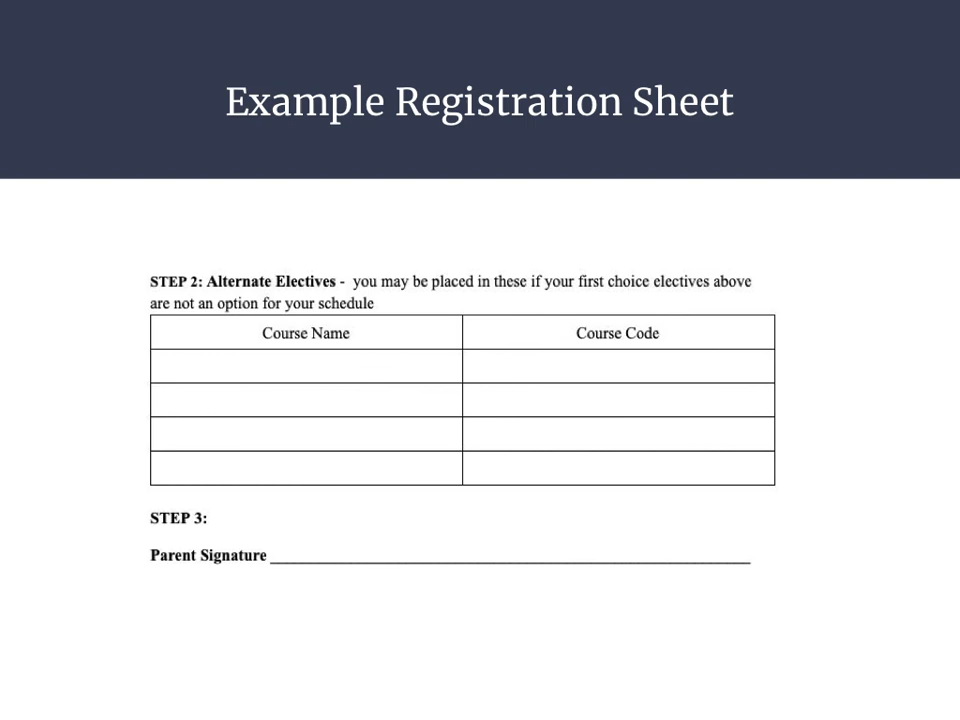 Example Registration Sheet
STEP 2: Alternate Electives - you may be placed in these if your first choice electives above
are not an option for your schedule
Course Name Course Code
STEP 3:
Parent Signature